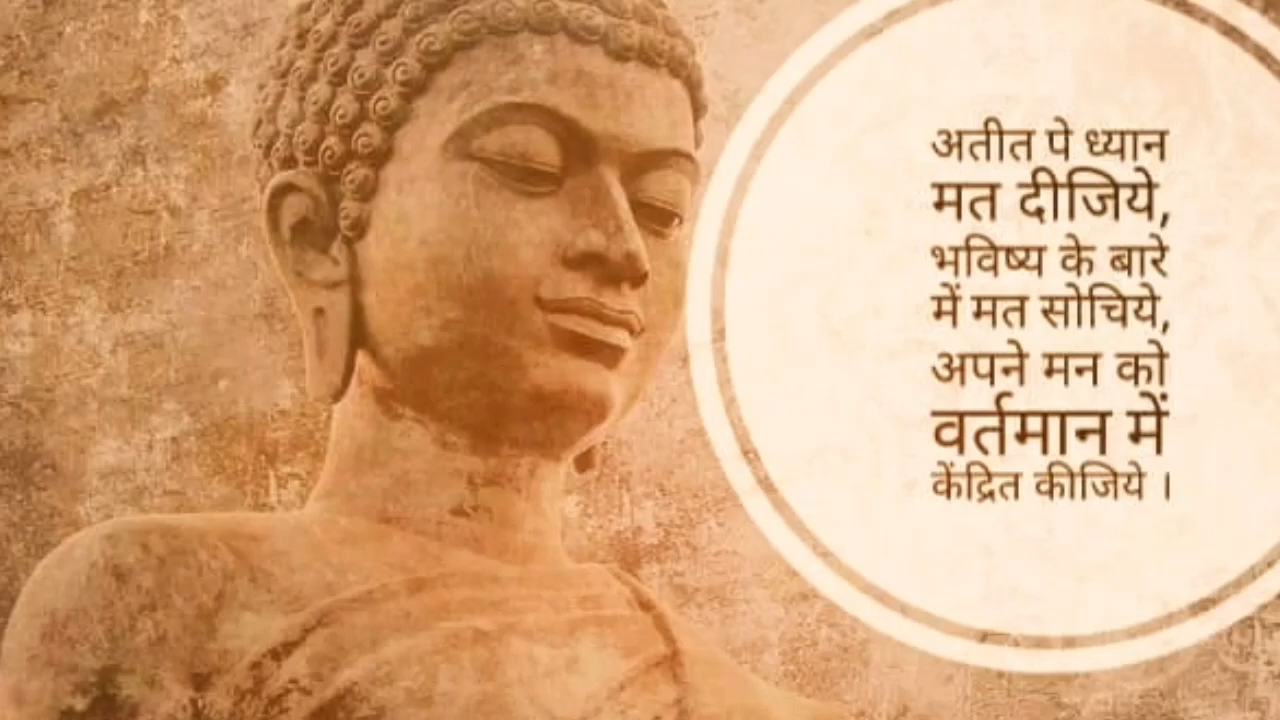 अतीत पे ध्यान
मत दीजिये,
भविष्य के बारे
में मत सोचिये,
अपने मन को
वर्तमान में
केंद्रित कीजिये ।